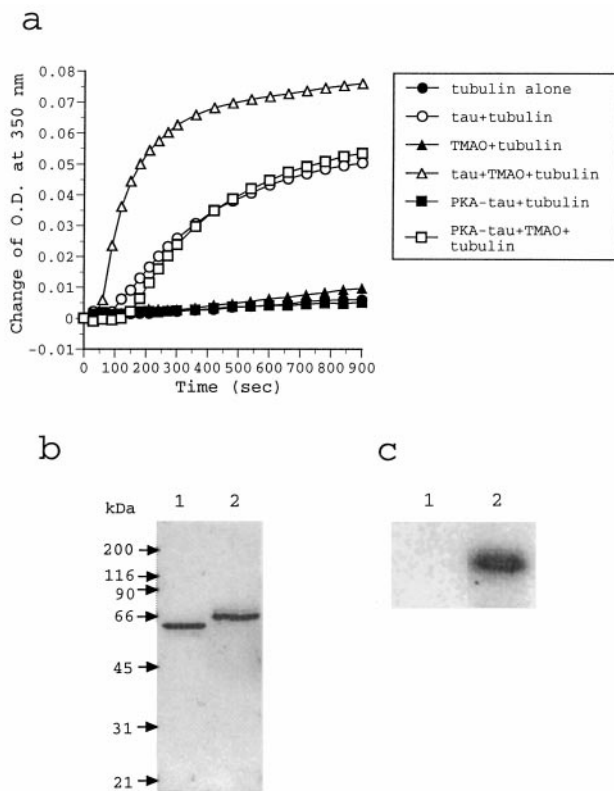 a
Change of O.D. at 350 nm
0.08
0.07
0.06
0.05
0.04
0.03
0.02
0.01
0
-0.01
0 100 200 300 400 500 600 700 800 900
Time (sec)
tubulin alone
tau+tubulin
TMAO+tubulin
tau+TMAO+tubulin
PKA-tau+tubulin
PKA-tau+TMAO+
tubulin
b
c
1 2
1 2
kDa
200
116
90
66
45
31
21